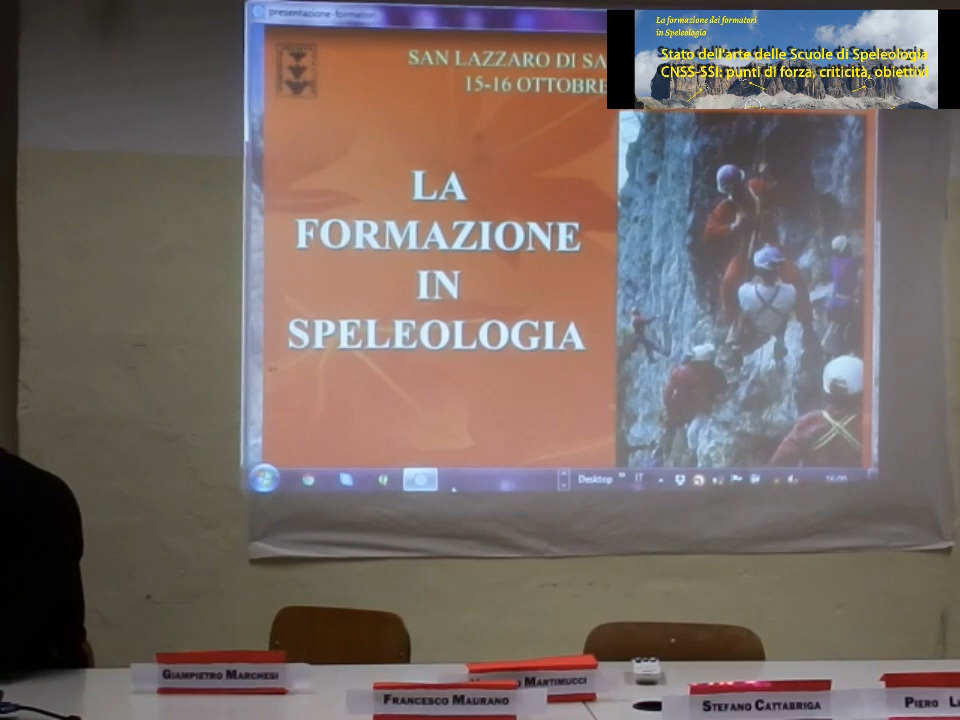 presentazione-formatori
SAN LAZZARO DI SA
15-16 OTTOBRE
La formazione dei formatori
in Speleologia
Stato dell'arte delle Scuole di Speleologia
CNSS-SSI: punti di forza, criticità, obiettivi
LA
FORMAZIONE
IN
SPELEOLOGIA
Desktop
IT
GIAMPIETRO MARCHESI
MARTIMUCCI
FRANCESCO MAURANO
STEFANO CATTABRIGA
PIERO